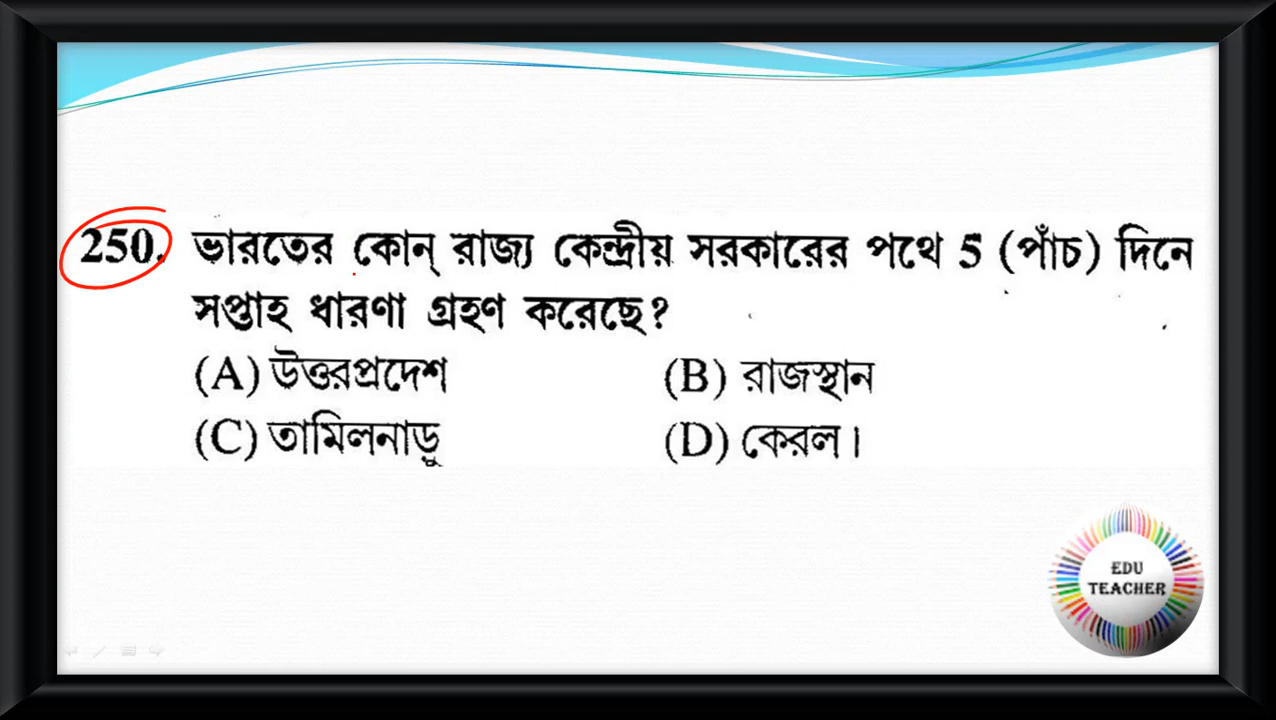 250. ভারতের কোন্ রাজ্য কেন্দ্রীয় সরকারের পথে 5 (পাঁচ) দিনে
সপ্তাহ ধারণা গ্রহণ করেছে?
(A) উত্তরপ্রদেশ (B) রাজস্থান
(C) তামিলনাড়ু (D) কেরল।
EDU
TEACHER